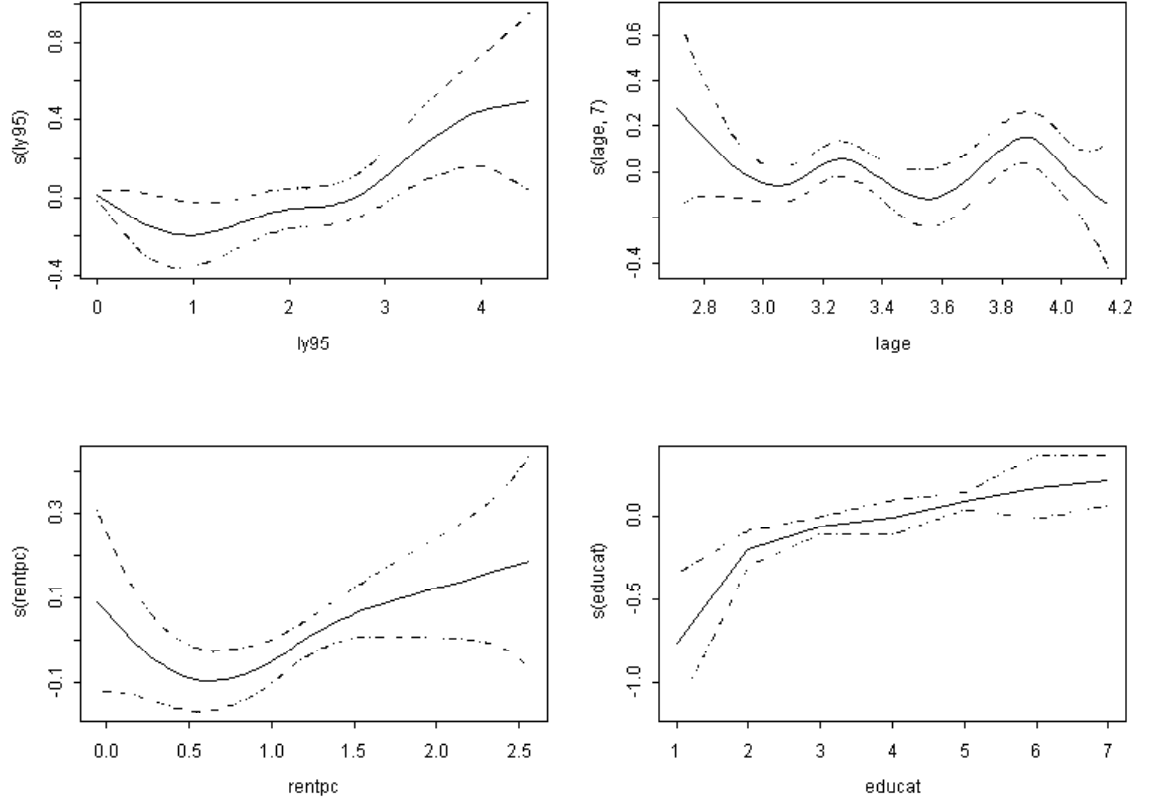 s(ly95)
0.8
0.4
0.0
-0.4
0 1 2 3 4
ly95
s(lage, 7)
0.6
0.4
0.2
0.0
-0.4
2.8 3.0 3.2 3.4 3.6 3.8 4.0 4.2
lage
s(rentpc)
0.3
0.1
-0.1
0.0 0.5 1.0 1.5 2.0 2.5
rentpc
s(educat)
0.0
-0.5
-1.0
1 2 3 4 5 6 7
educat